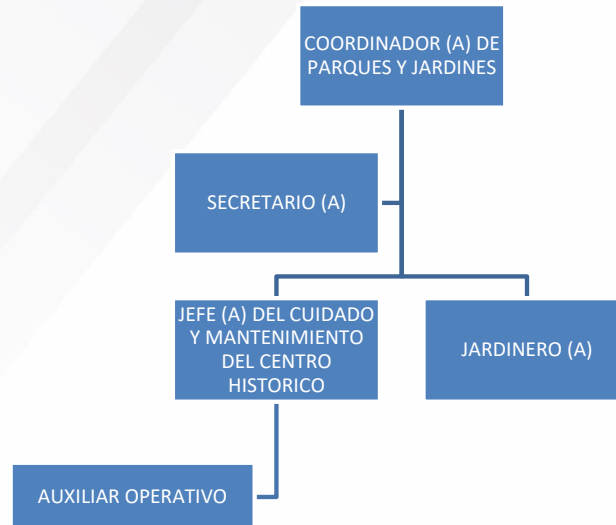 COORDINADOR (A) DE
PARQUES Y JARDINES
SECRETARIO (A)
JEFE (A) DEL CUIDADO
Y MANTENIMIENTO
DEL CENTRO
HISTORICO
JARDINERO (A)
AUXILIAR OPERATIVO